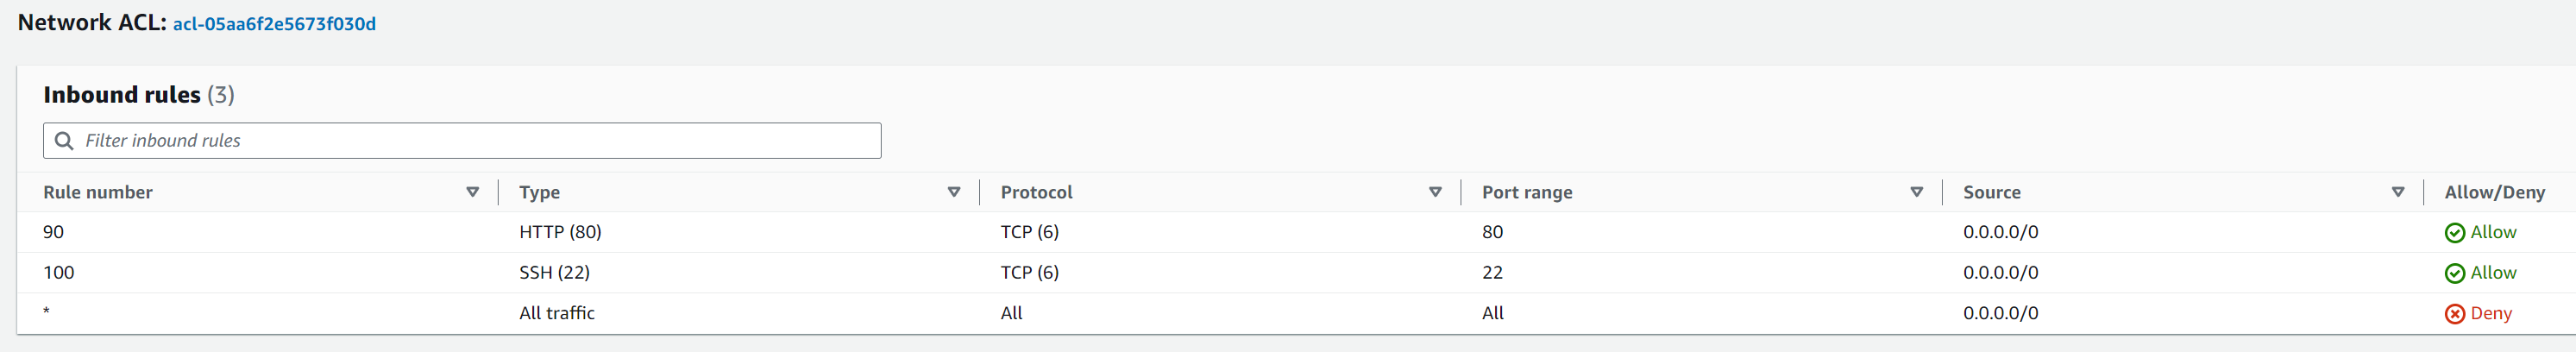 Network ACL: acl-05aa6f2e5673f030d
Inbound rules (3)
Filter inbound rules
Rule number Type Protocol Port range Source Allow/Deny
90 HTTP (80) TCP (6) 80 0.0.0.0/0 Allow
100 SSH (22) TCP (6) 22 0.0.0.0/0 Allow
* All traffic All All 0.0.0.0/0 Deny